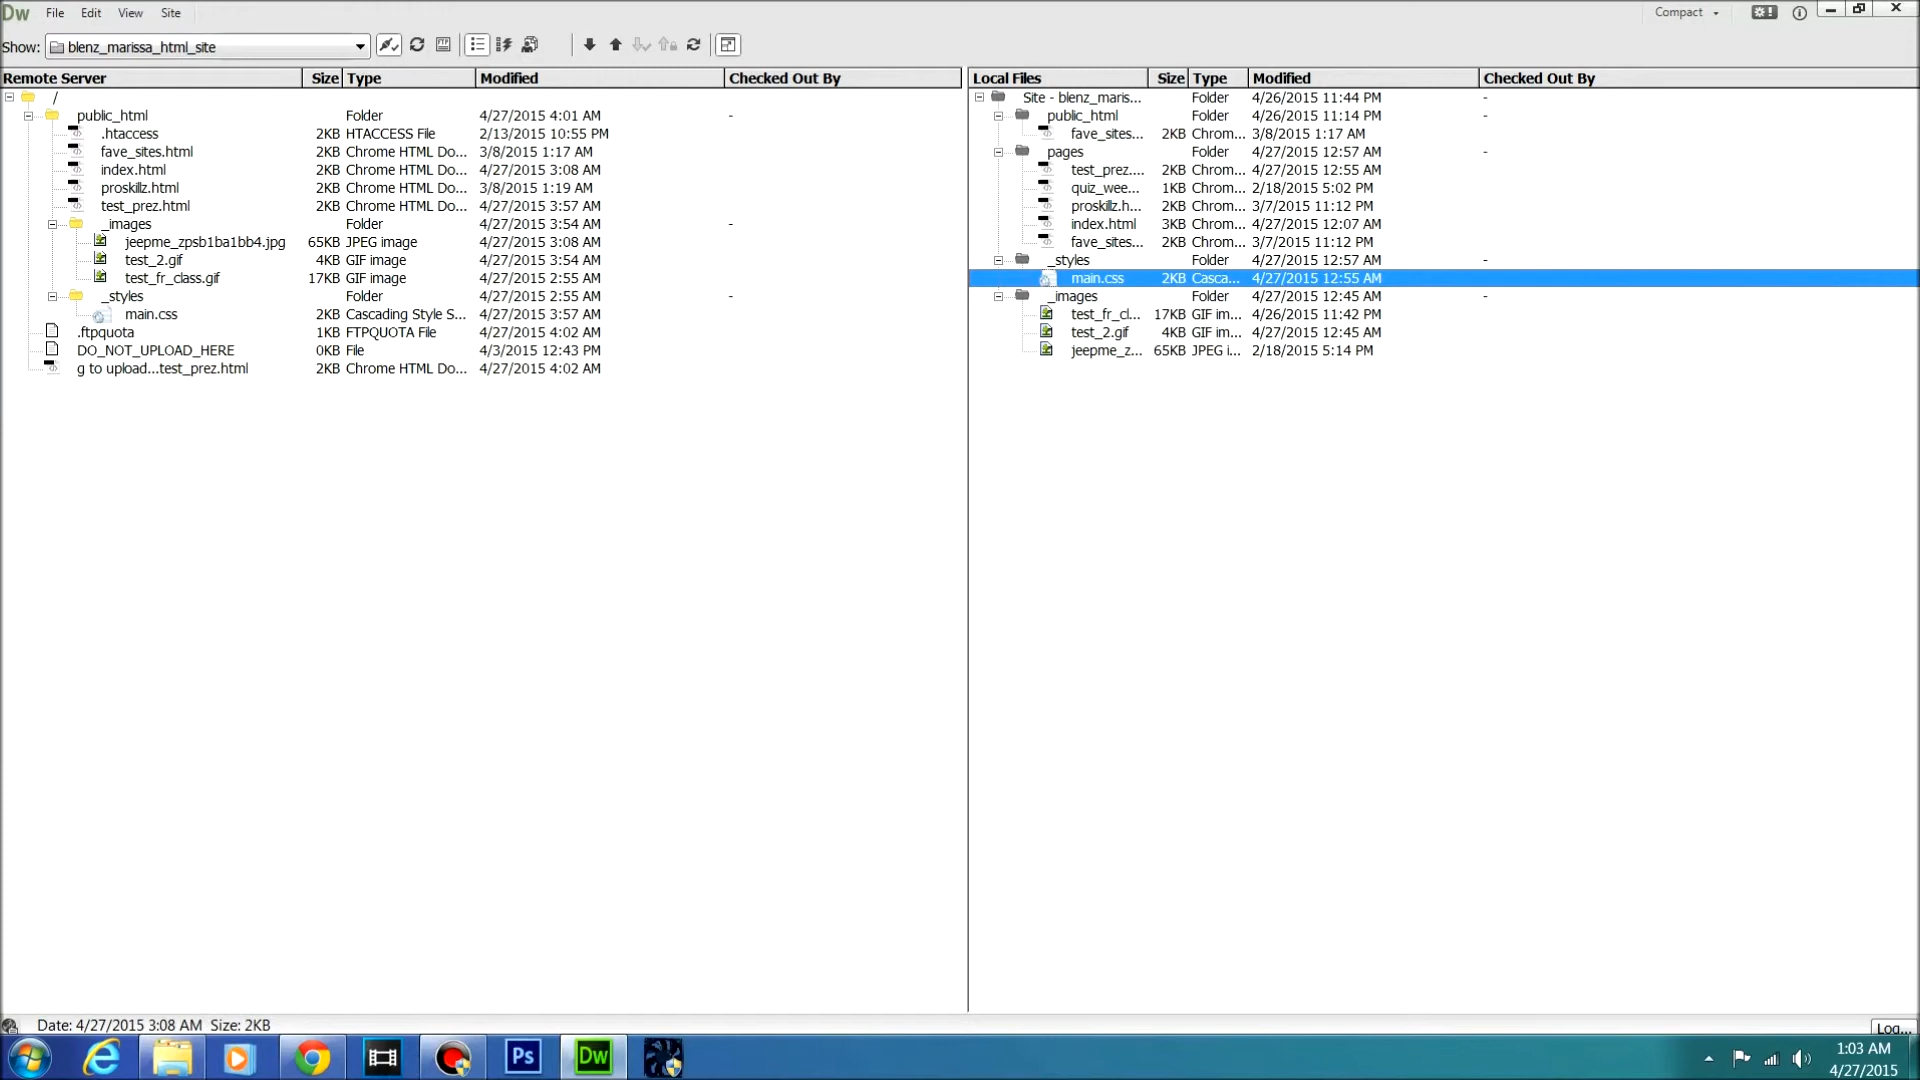 Dw File Edit View Site Compact
Show: blenz_marissa_html_site
Remote Server Size Type Modified Checked Out By
/
public_html Folder 4/27/2015 4:01 AM -
.htaccess 2KB HTACCESS File 2/13/2015 10:55 PM
fave_sites.html 2KB Chrome HTML Do... 3/8/2015 1:17 AM
index.html 2KB Chrome HTML Do... 4/27/2015 3:08 AM
proskillz.html 2KB Chrome HTML Do... 3/8/2015 1:19 AM
test_prez.html 2KB Chrome HTML Do... 4/27/2015 3:57 AM
_images Folder 4/27/2015 3:54 AM -
jeepme_zpsb1ba1bb4.jpg 65KB JPEG image 4/27/2015 3:08 AM
test_2.gif 4KB GIF image 4/27/2015 3:54 AM
test_fr_class.gif 17KB GIF image 4/27/2015 2:55 AM
_styles Folder 4/27/2015 2:55 AM -
main.css 2KB Cascading Style S... 4/27/2015 3:57 AM
.ftpquota 1KB FTPQUOTA File 4/27/2015 4:02 AM
DO_NOT_UPLOAD_HERE 0KB File 4/3/2015 12:43 PM
g to upload...test_prez.html 2KB Chrome HTML Do... 4/27/2015 4:02 AM
Local Files Size Type Modified Checked Out By
Site - blenz_maris... Folder 4/26/2015 11:44 PM -
public_html Folder 4/26/2015 11:14 PM -
fave_sites... 2KB Chrom... 3/8/2015 1:17 AM
pages Folder 4/27/2015 12:57 AM -
test_prez.... 2KB Chrom... 4/27/2015 12:55 AM
quiz_wee... 1KB Chrom... 2/18/2015 5:02 PM
proskillz.h... 2KB Chrom... 3/7/2015 11:12 PM
index.html 3KB Chrom... 4/27/2015 12:07 AM
fave_sites... 2KB Chrom... 3/7/2015 11:12 PM
_styles Folder 4/27/2015 12:57 AM -
main.css 2KB Casca... 4/27/2015 12:55 AM
_images Folder 4/27/2015 12:45 AM -
test_fr_cl... 17KB GIF im... 4/26/2015 11:42 PM
test_2.gif 4KB GIF im... 4/27/2015 12:45 AM
jeepme_z... 65KB JPEG i... 2/18/2015 5:14 PM
Date: 4/27/2015 3:08 AM Size: 2KB
Log...
Ps Dw
1:03 AM
4/27/2015